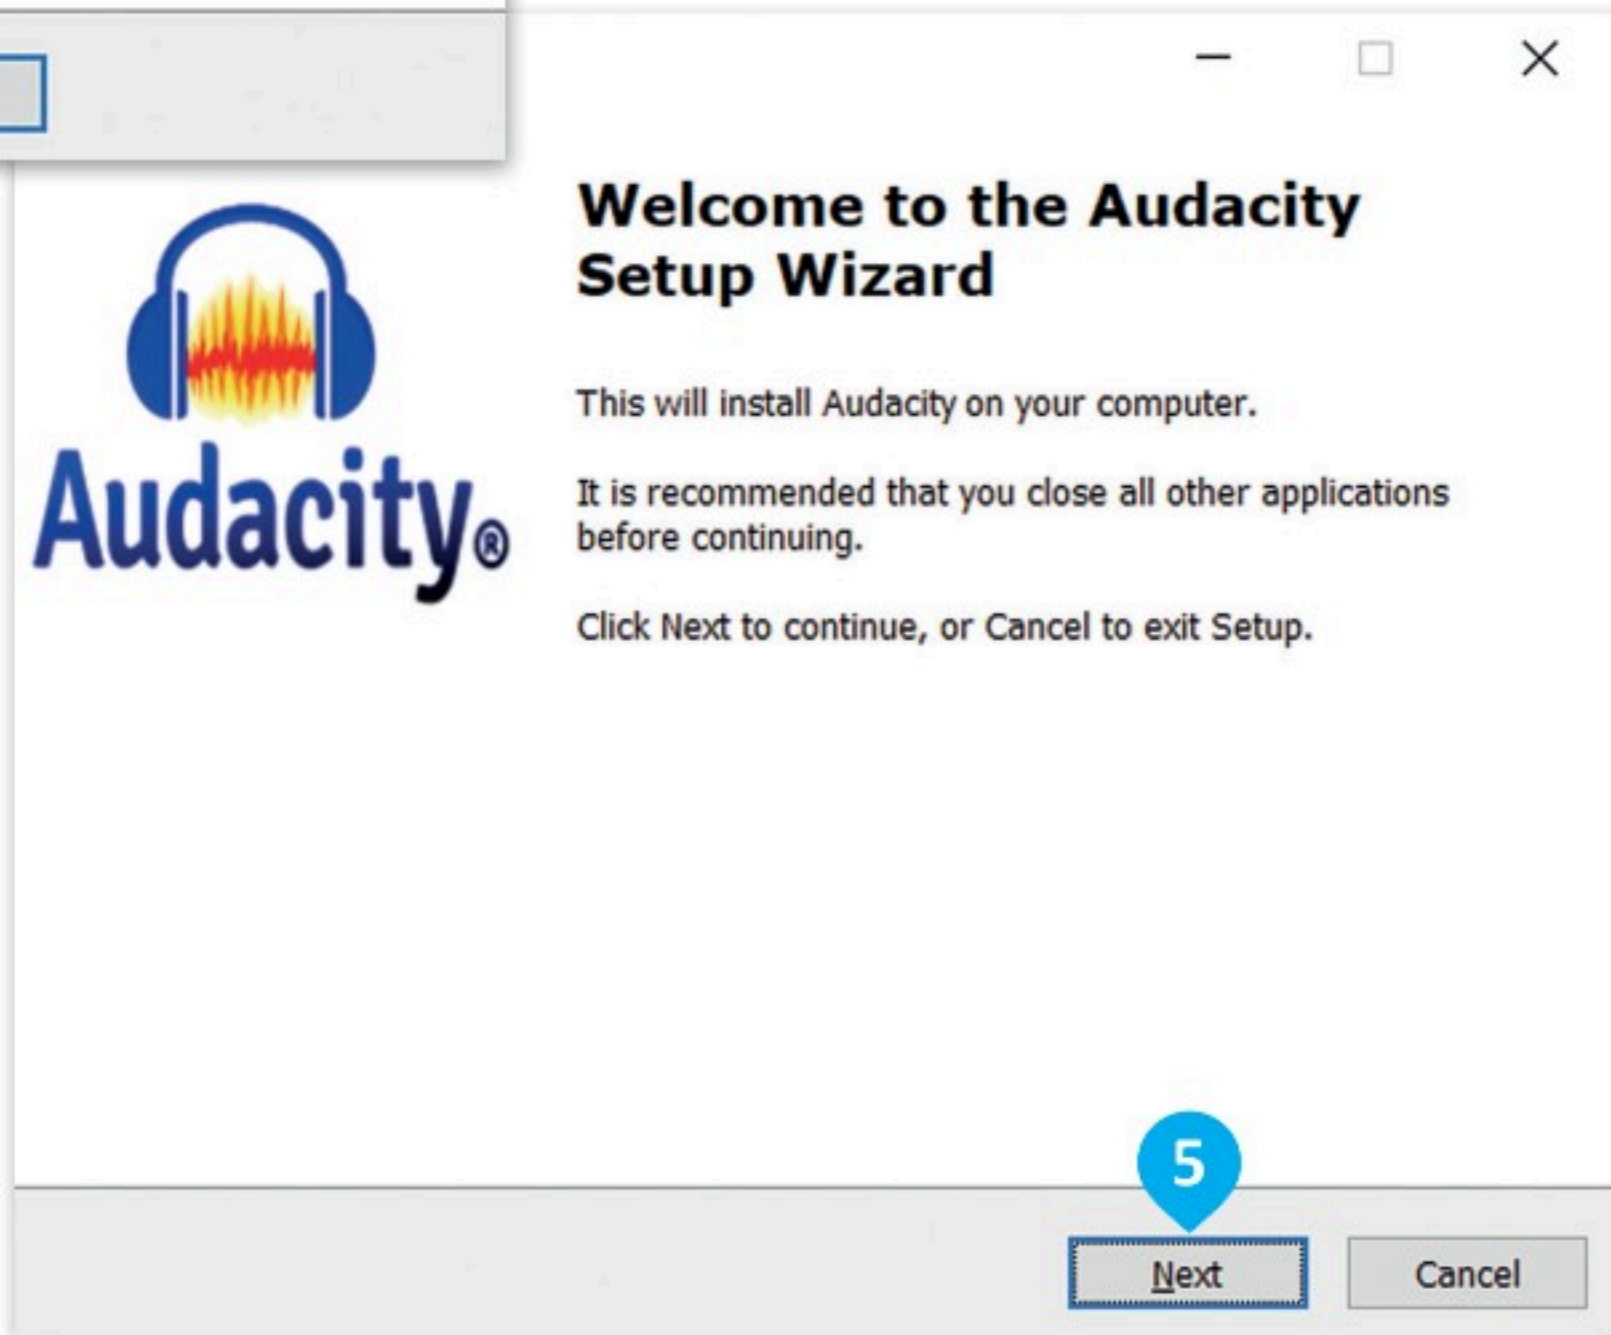 Welcome to the Audacity
Setup Wizard
Audacity®
This will install Audacity on your computer.
It is recommended that you close all other applications
before continuing.
Click Next to continue, or Cancel to exit Setup.
5
Next
Cancel